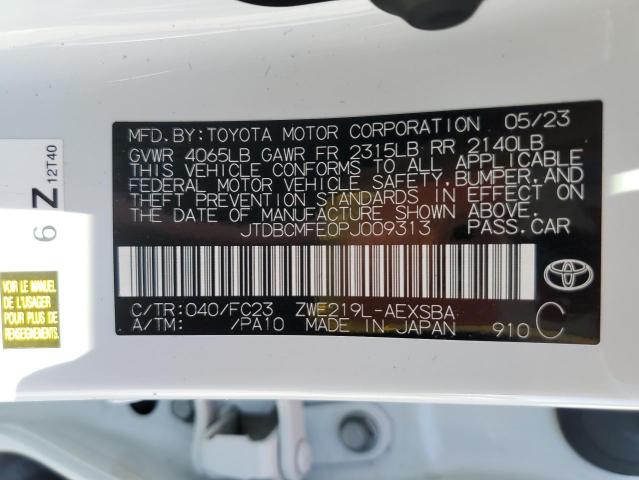 MFD.BY:TOYOTA MOTOR CORPORATION 05/23
GVWR 4065LB GAWR FR 2315LB RR 2140LB
THIS VEHICLE CONFORMS TO ALL APPLICABLE
FEDERAL MOTOR VEHICLE SAFETY,BUMPER,AND
THEFT PREVENTION STANDARDS IN EFFECT ON
THE DATE OF MANUFACTURE SHOWN ABOVE.
JTDBCMFE0PJ009313 PASS.CAR
C/TR:040/FC23 ZWE219L-AEXSBA
A/TM: /PA10 MADE IN JAPAN 910 C
6 Z 12T40
LE MANUEL
DE L'USAGER
POUR PLUS DE
RENSEIGNEMENTS.